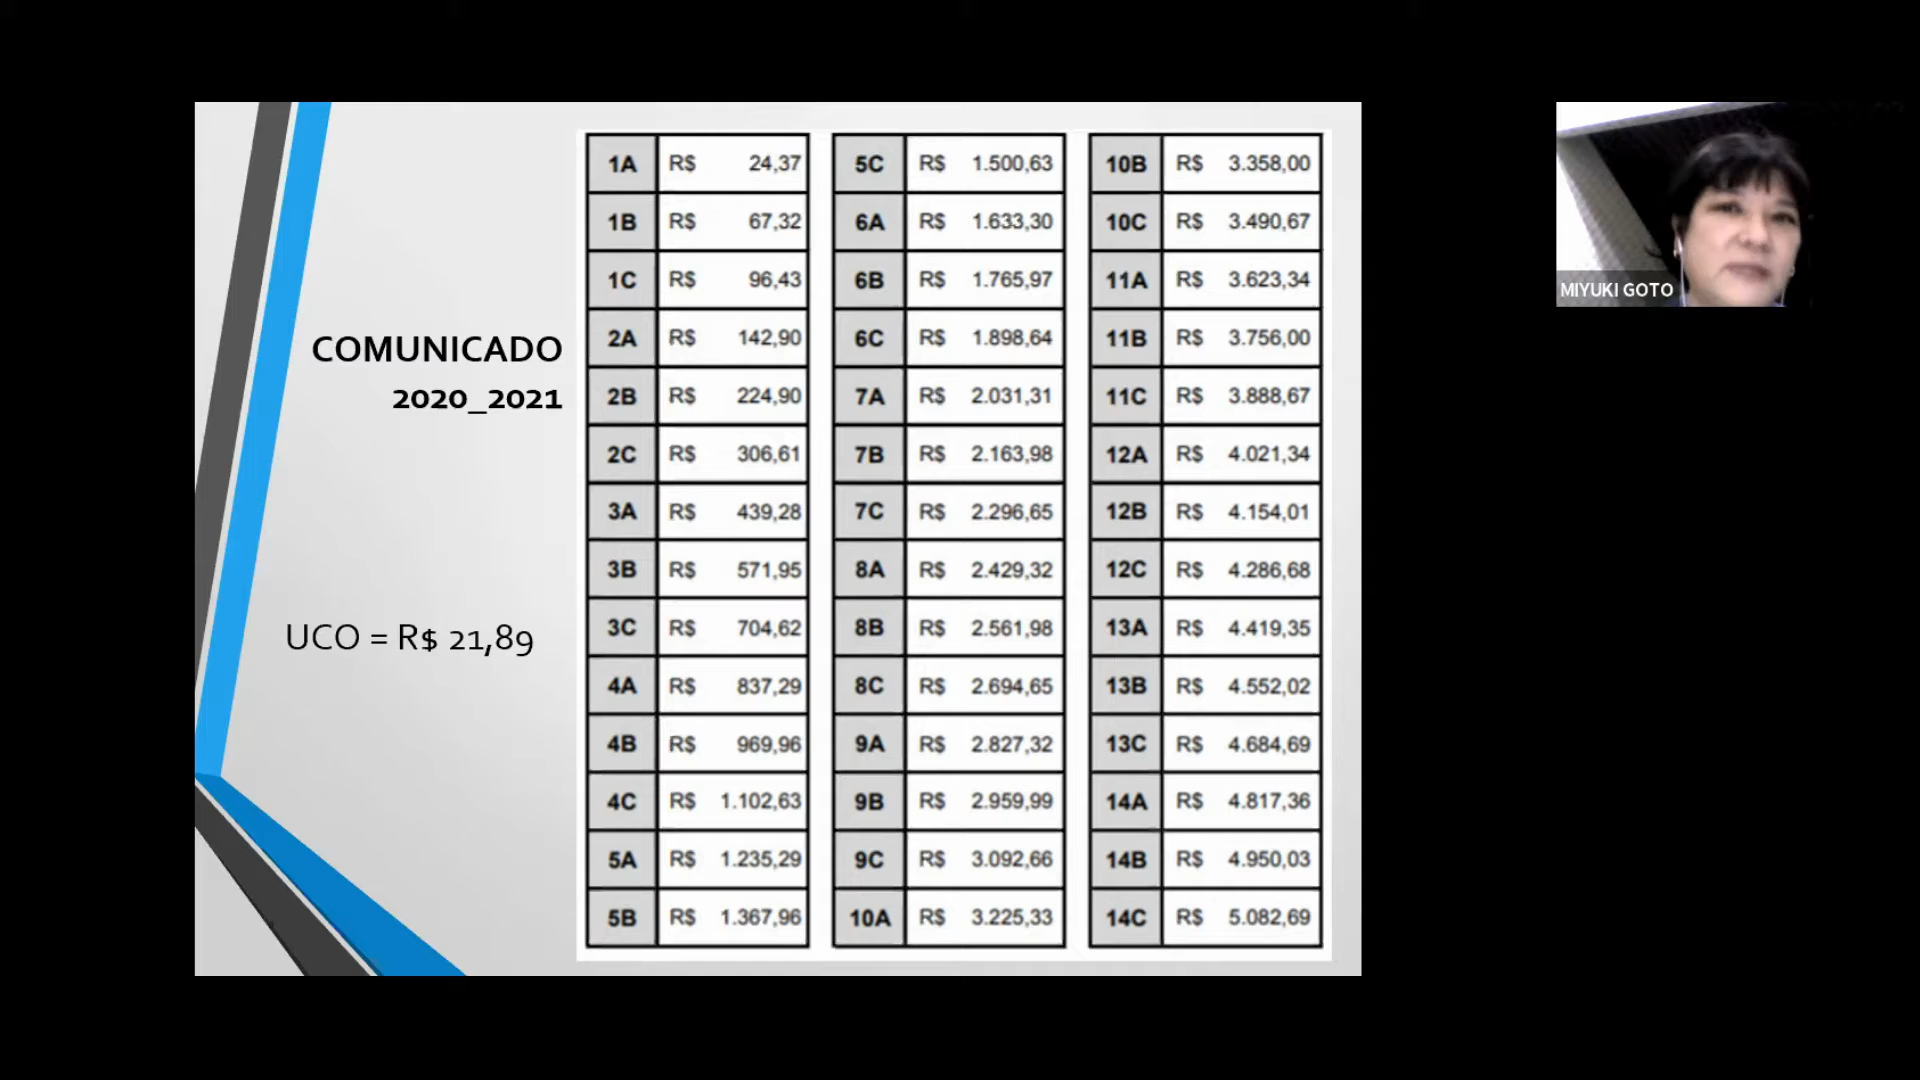 COMUNICADO
2020_2021
UCO = R$ 21,89
1A R$ 24,37
1B R$ 67,32
1C R$ 96,43
2A R$ 142,90
2B R$ 224,90
2C R$ 306,61
3A R$ 439,28
3B R$ 571,95
3C R$ 704,62
4A R$ 837,29
4B R$ 969,96
4C R$ 1.102,63
5A R$ 1.235,29
5B R$ 1.367,96
5C R$ 1.500,63
6A R$ 1.633,30
6B R$ 1.765,97
6C R$ 1.898,64
7A R$ 2.031,31
7B R$ 2.163,98
7C R$ 2.296,65
8A R$ 2.429,32
8B R$ 2.561,98
8C R$ 2.694,65
9A R$ 2.827,32
9B R$ 2.959,99
9C R$ 3.092,66
10A R$ 3.225,33
10B R$ 3.358,00
10C R$ 3.490,67
11A R$ 3.623,34
11B R$ 3.756,00
11C R$ 3.888,67
12A R$ 4.021,34
12B R$ 4.154,01
12C R$ 4.286,68
13A R$ 4.419,35
13B R$ 4.552,02
13C R$ 4.684,69
14A R$ 4.817,36
14B R$ 4.950,03
14C R$ 5.082,69
MIYUKI GOTO